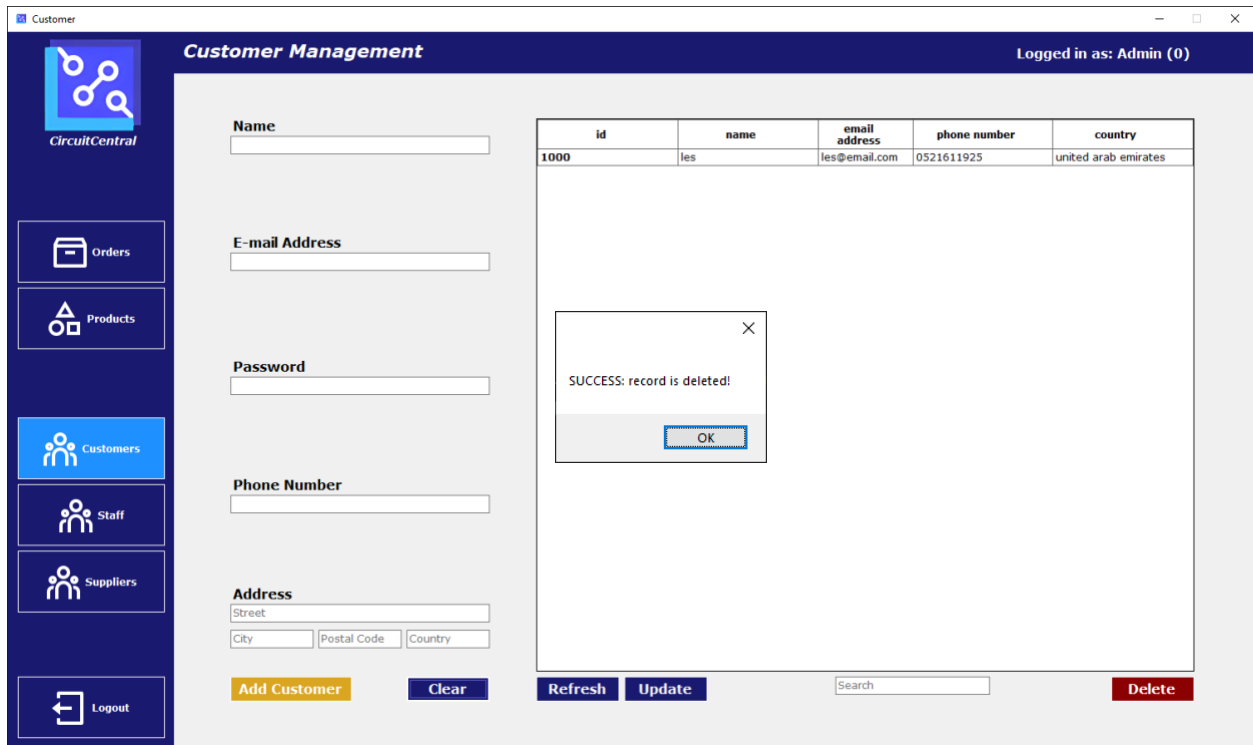 Customer
Customer Management
Logged in as: Admin (0)
CircuitCentral
Orders
Products
Customers
Staff
Suppliers
Logout
Name
E-mail Address
Password
Phone Number
Address
Street
City Postal Code Country
Add Customer Clear
id name email address phone number country
1000 les les@email.com 0521611925 united arab emirates
SUCCESS: record is deleted!
OK
Refresh Update Search Delete